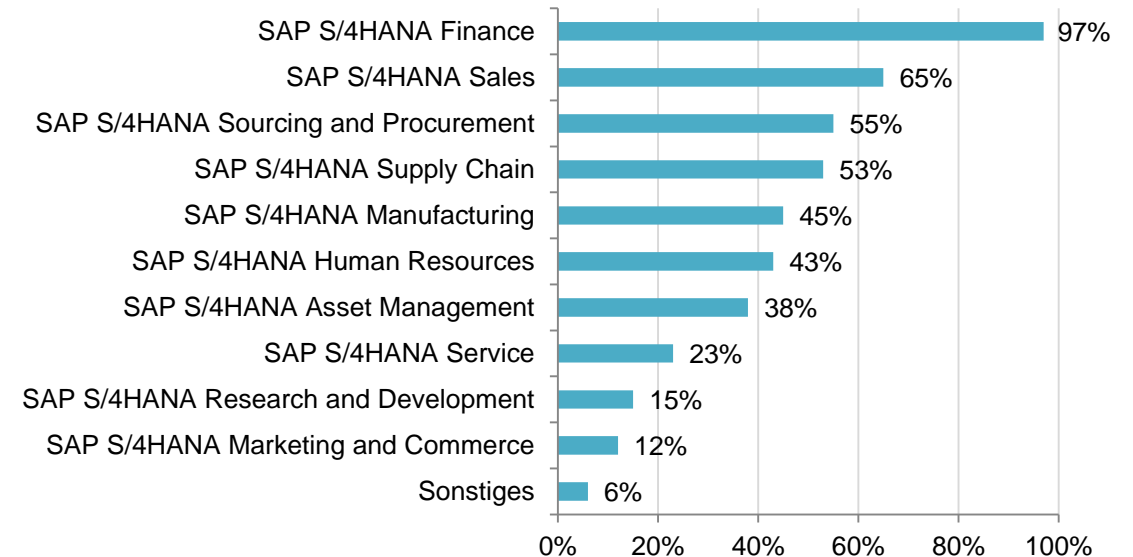 SAP S/4HANA Finance 97%
SAP S/4HANA Sales 65%
SAP S/4HANA Sourcing and Procurement 55%
SAP S/4HANA Supply Chain 53%
SAP S/4HANA Manufacturing 45%
SAP S/4HANA Human Resources 43%
SAP S/4HANA Asset Management 38%
SAP S/4HANA Service 23%
SAP S/4HANA Research and Development 15%
SAP S/4HANA Marketing and Commerce 12%
Sonstiges 6%
0% 20% 40% 60% 80% 100%